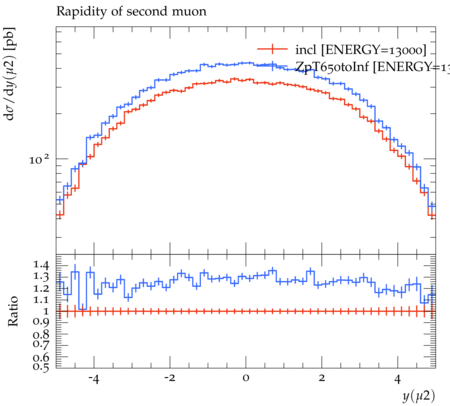 Rapidity of second muon
dσ/dy(μ2) [pb]
incl [ENERGY=13000]
ZpT650toInf [ENERGY=13
10²
Ratio
1.4
1.3
1.2
1.1
1
0.9
0.8
0.7
0.6
0.5
-4 -2 0 2 4
y(μ2)